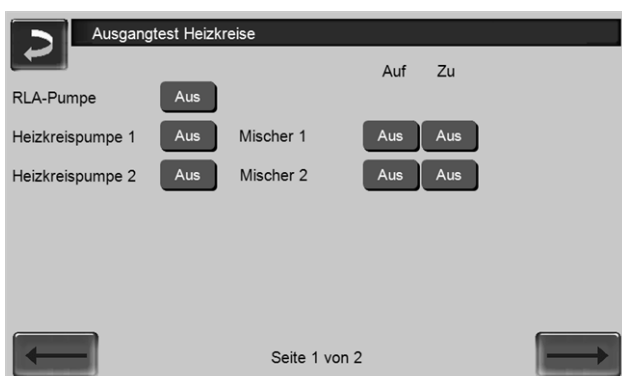 Ausgangtest Heizkreise
Auf Zu
RLA-Pumpe Aus
Heizkreispumpe 1 Aus Mischer 1 Aus Aus
Heizkreispumpe 2 Aus Mischer 2 Aus Aus
Seite 1 von 2